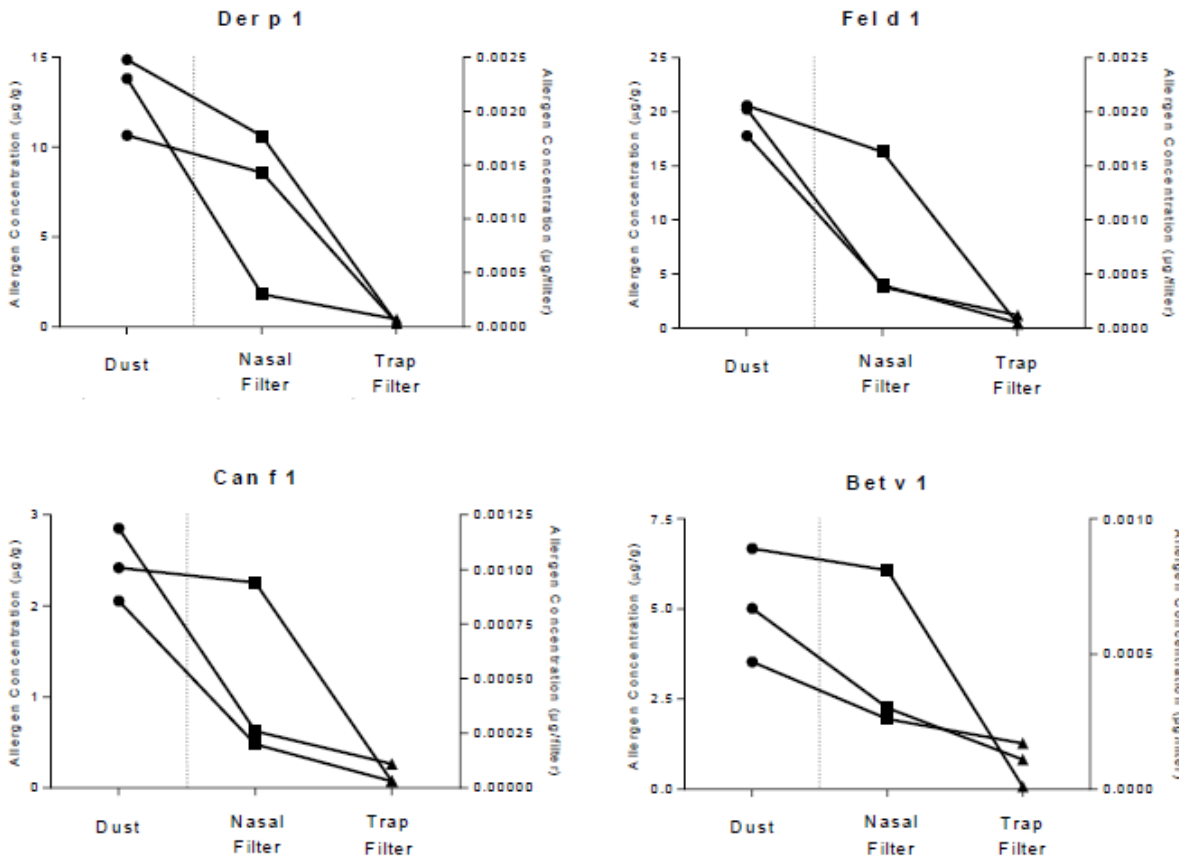 Der p 1
Allergen Concentration (µg/g)
15
10
5
0
0.0025
0.0020
0.0015
0.0010
0.0005
0.0000
Allergen Concentration (µg/filter)
Dust
Nasal Filter
Trap Filter
Fel d 1
Allergen Concentration (µg/g)
25
20
15
10
5
0
0.0025
0.0020
0.0015
0.0010
0.0005
0.0000
Allergen Concentration (µg/filter)
Dust
Nasal Filter
Trap Filter
Can f 1
Allergen Concentration (µg/g)
3
2
1
0
0.00125
0.00100
0.00075
0.00050
0.00025
0.00000
Allergen Concentration (µg/filter)
Dust
Nasal Filter
Trap Filter
Bet v 1
Allergen Concentration (µg/g)
7.5
5.0
2.5
0.0
0.0010
0.0005
0.0000
Allergen Concentration (µg/filter)
Dust
Nasal Filter
Trap Filter